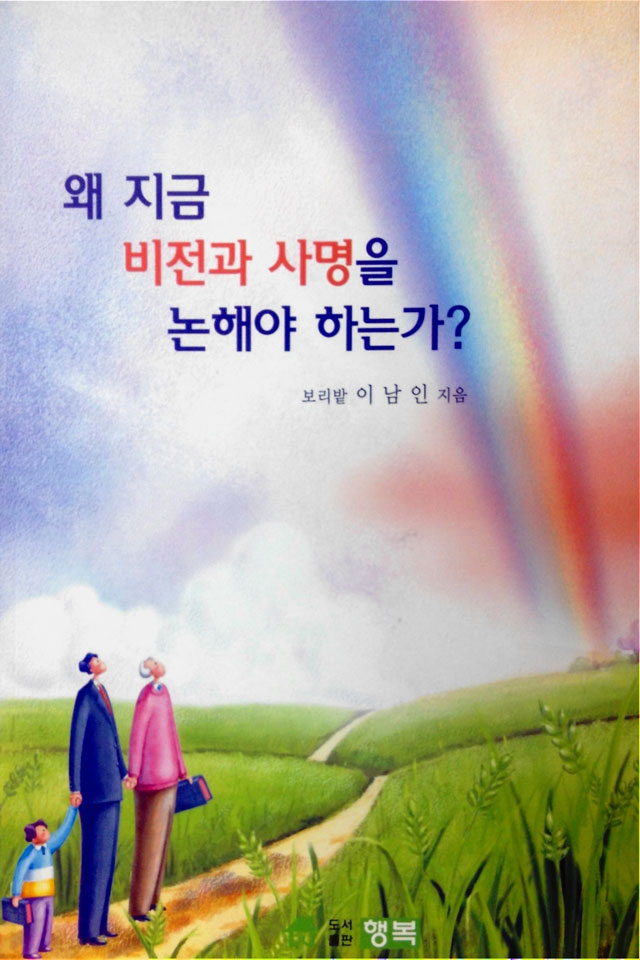 왜 지금
비전과 사명을
논해야 하는가?
보리밭 이남인 지음
도서
출판 행복